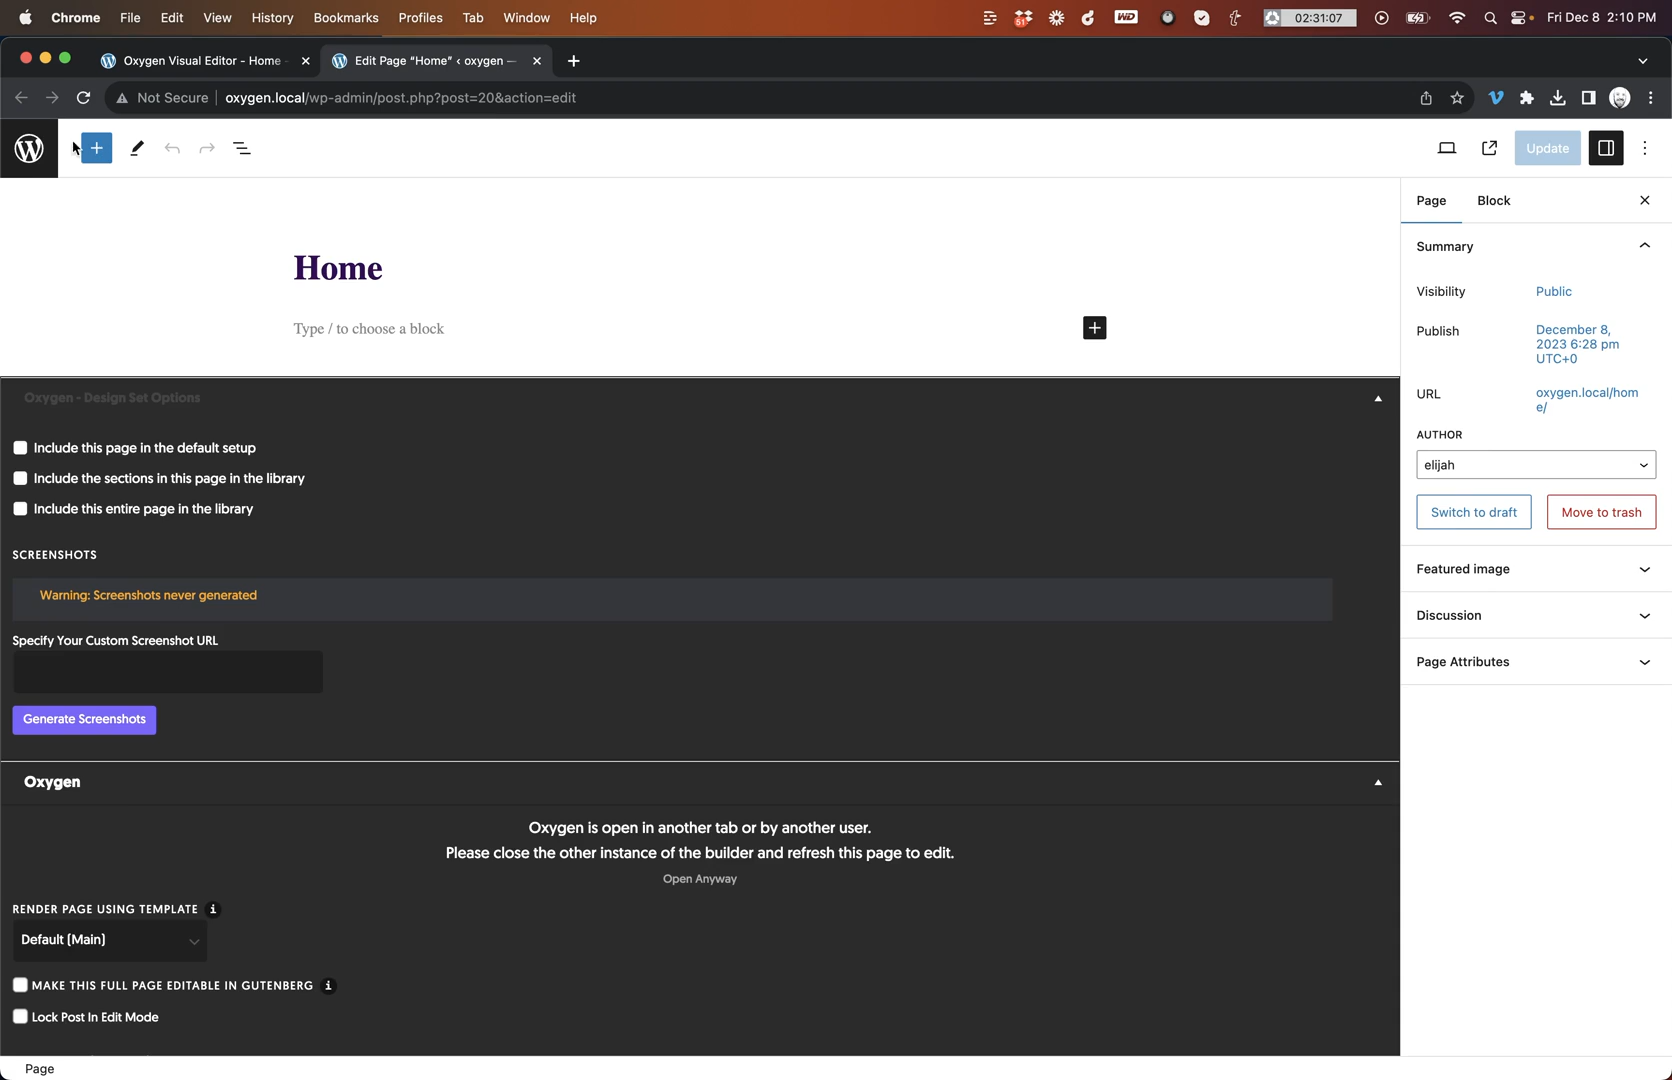 Chrome File Edit View History Bookmarks Profiles Tab Window Help
51
WD
02:31:07
Fri Dec 8 2:10 PM
Oxygen Visual Editor - Home -
Edit Page “Home” ‹ oxygen —
Not Secure
oxygen.local/wp-admin/post.php?post=20&action=edit
Update
Home
Type / to choose a block
Oxygen - Design Set Options
Include this page in the default setup
Include the sections in this page in the library
Include this entire page in the library
SCREENSHOTS
Warning: Screenshots never generated
Specify Your Custom Screenshot URL
Generate Screenshots
Oxygen
Oxygen is open in another tab or by another user.
Please close the other instance of the builder and refresh this page to edit.
Open Anyway
RENDER PAGE USING TEMPLATE i
Default (Main)
MAKE THIS FULL PAGE EDITABLE IN GUTENBERG i
Lock Post In Edit Mode
Page
Page Block
Summary
Visibility Public
Publish December 8,
2023 6:28 pm
UTC+0
URL oxygen.local/hom
e/
AUTHOR
elijah
Switch to draft Move to trash
Featured image
Discussion
Page Attributes